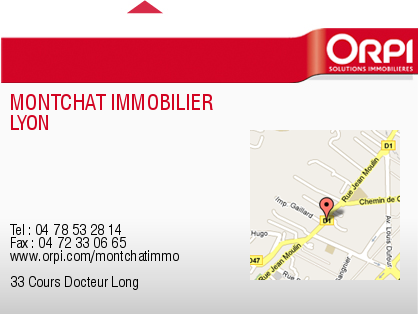 ORPI
SOLUTIONS IMMOBILIÈRES
MONTCHAT IMMOBILIER
LYON
Tel : 04 78 53 28 14
Fax : 04 72 33 06 65
www.orpi.com/montchatimmo
33 Cours Docteur Long
D1
Rue Jean Moulin
Imp. Gaillard
Chemin de C
D1
Hugo
Rue Jean Moulin
Av. Louis Dufour
D47